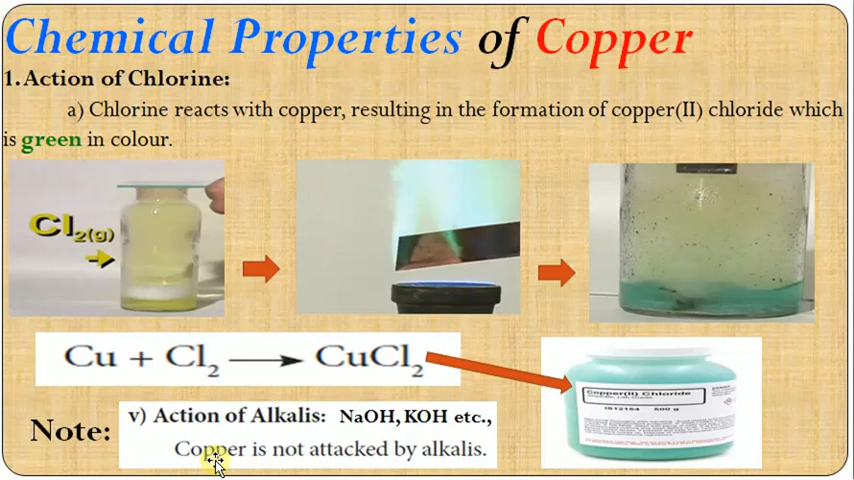 Chemical Properties of Copper
1. Action of Chlorine:
a) Chlorine reacts with copper, resulting in the formation of copper(II) chloride which
is green in colour.
Cl2(g)
Cu + Cl₂ ⟶ CuCl₂
Copper(II) Chloride
500 g
Note:
v) Action of Alkalis: NaOH, KOH etc.,
Copper is not attacked by alkalis.